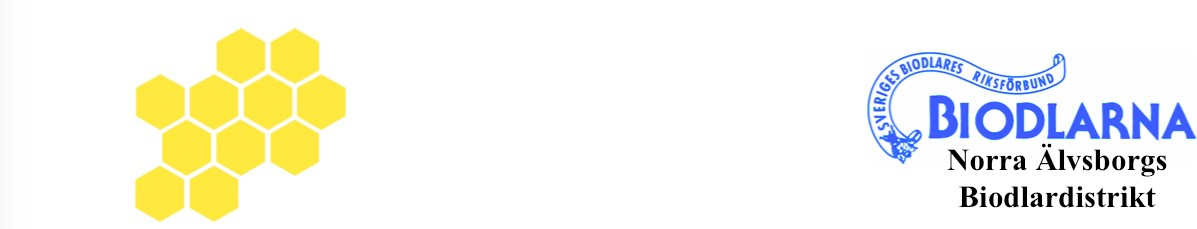 SVERIGES BIODLARES RIKSFÖRBUND
BIODLARNA
Norra Älvsborgs
Biodlardistrikt